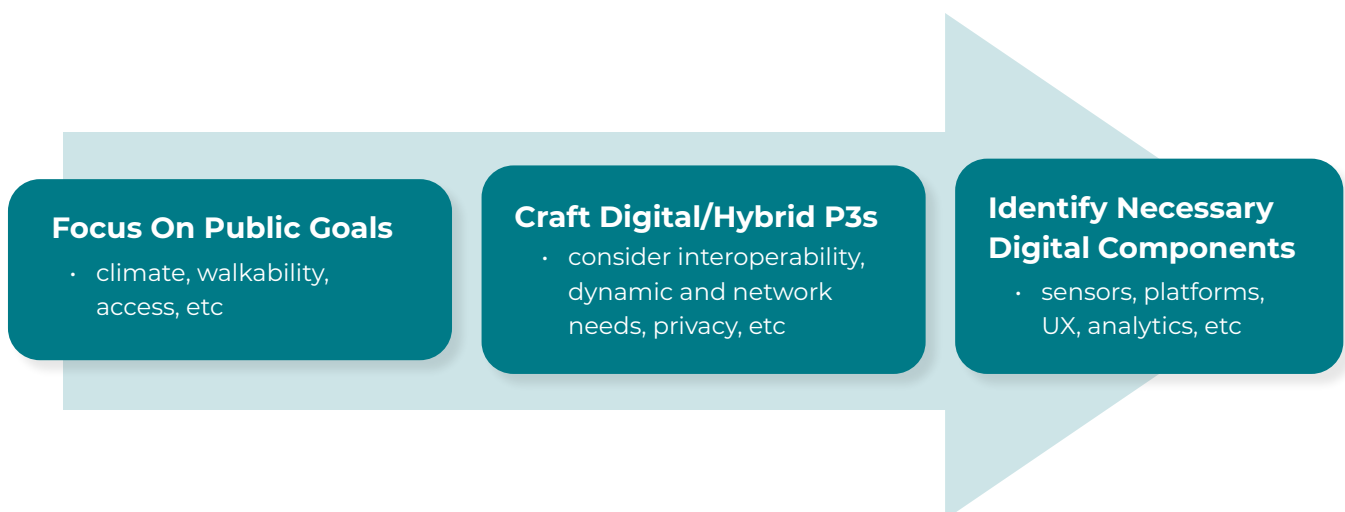 Focus On Public Goals
• climate, walkability,
access, etc
Craft Digital/Hybrid P3s
• consider interoperability,
dynamic and network
needs, privacy, etc
Identify Necessary
Digital Components
• sensors, platforms,
UX, analytics, etc